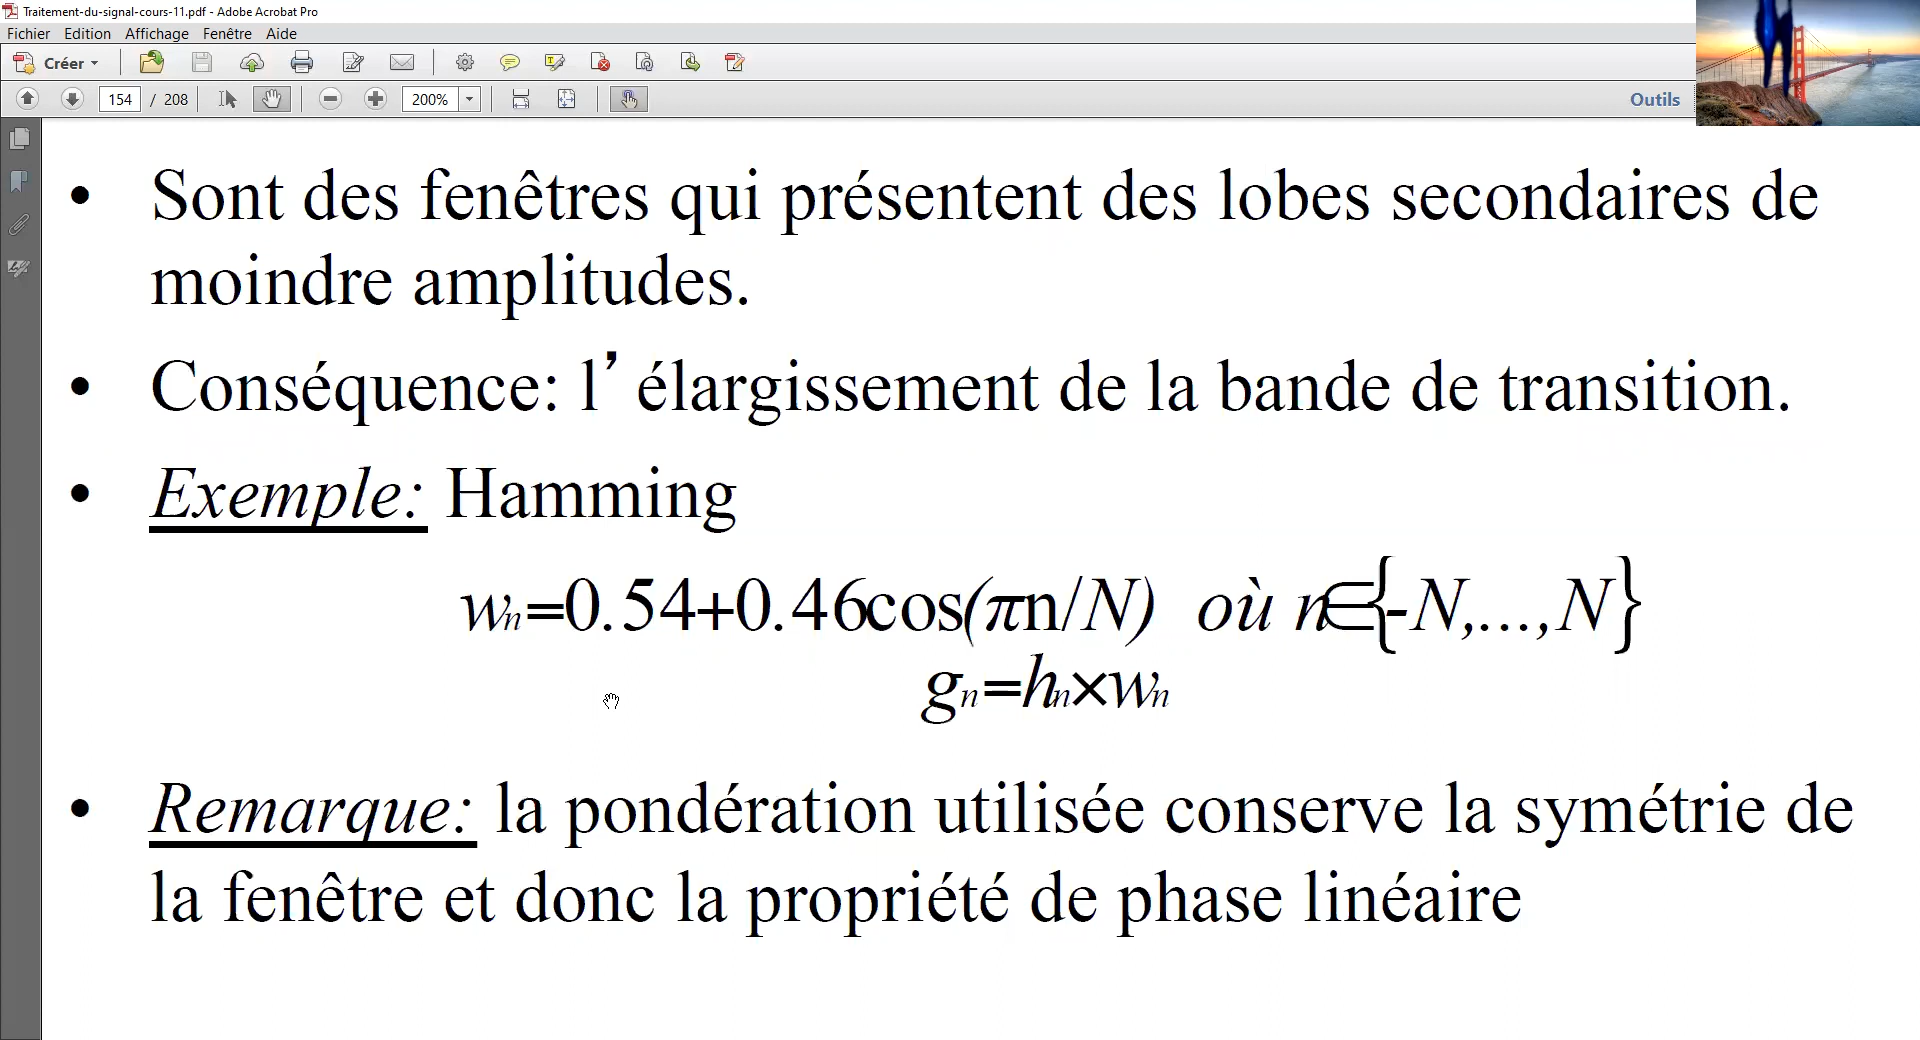 Traitement-du-signal-cours-11.pdf - Adobe Acrobat Pro
Fichier Edition Affichage Fenêtre Aide
Créer
154 / 208 200% Outils
• Sont des fenêtres qui présentent des lobes secondaires de
moindre amplitudes.
• Conséquence: l’ élargissement de la bande de transition.
• Exemple: Hamming
wn=0.54+0.46cos(πn/N) où n∈{-N,...,N}
gn=hn×wn
• Remarque: la pondération utilisée conserve la symétrie de
la fenêtre et donc la propriété de phase linéaire